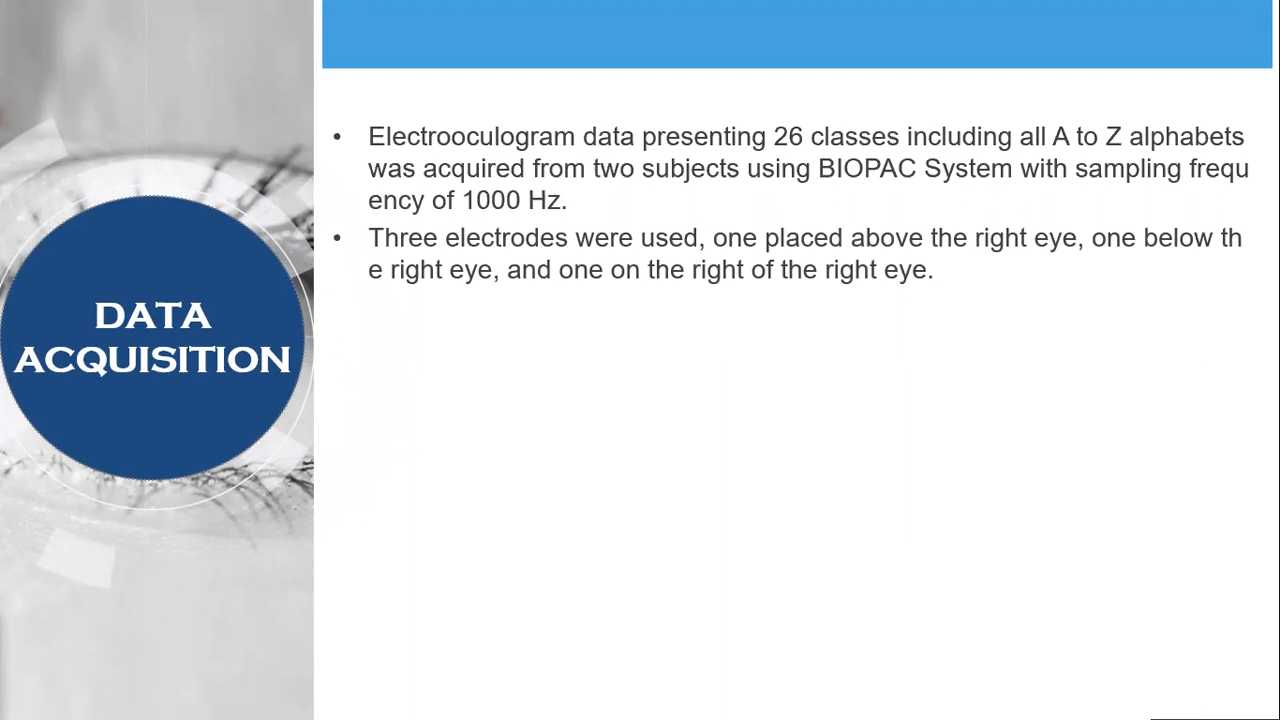 DATA
ACQUISITION
• Electrooculogram data presenting 26 classes including all A to Z alphabets
was acquired from two subjects using BIOPAC System with sampling frequ
ency of 1000 Hz.
• Three electrodes were used, one placed above the right eye, one below th
e right eye, and one on the right of the right eye.